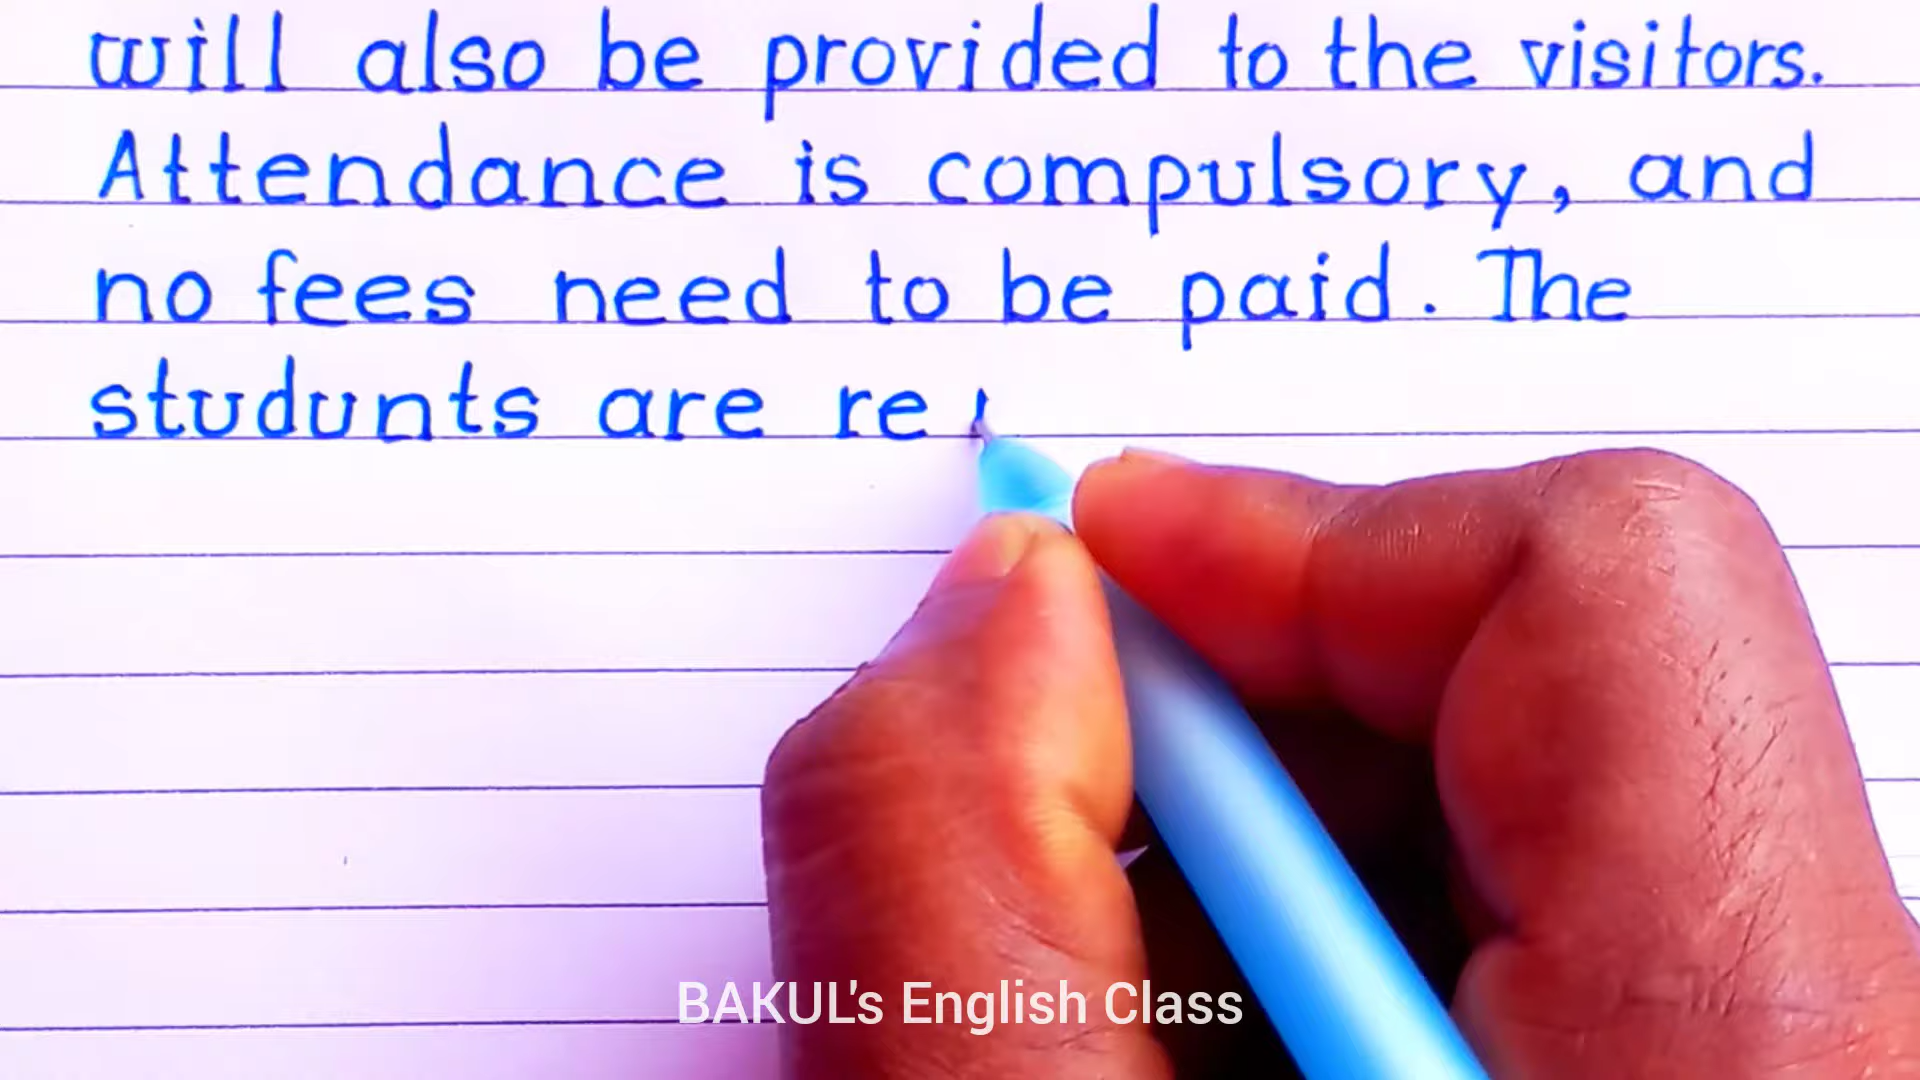 will also be provided to the visitors.
Attendance is compulsory, and
no fees need to be paid. The
studunts are re
BAKUL's English Class